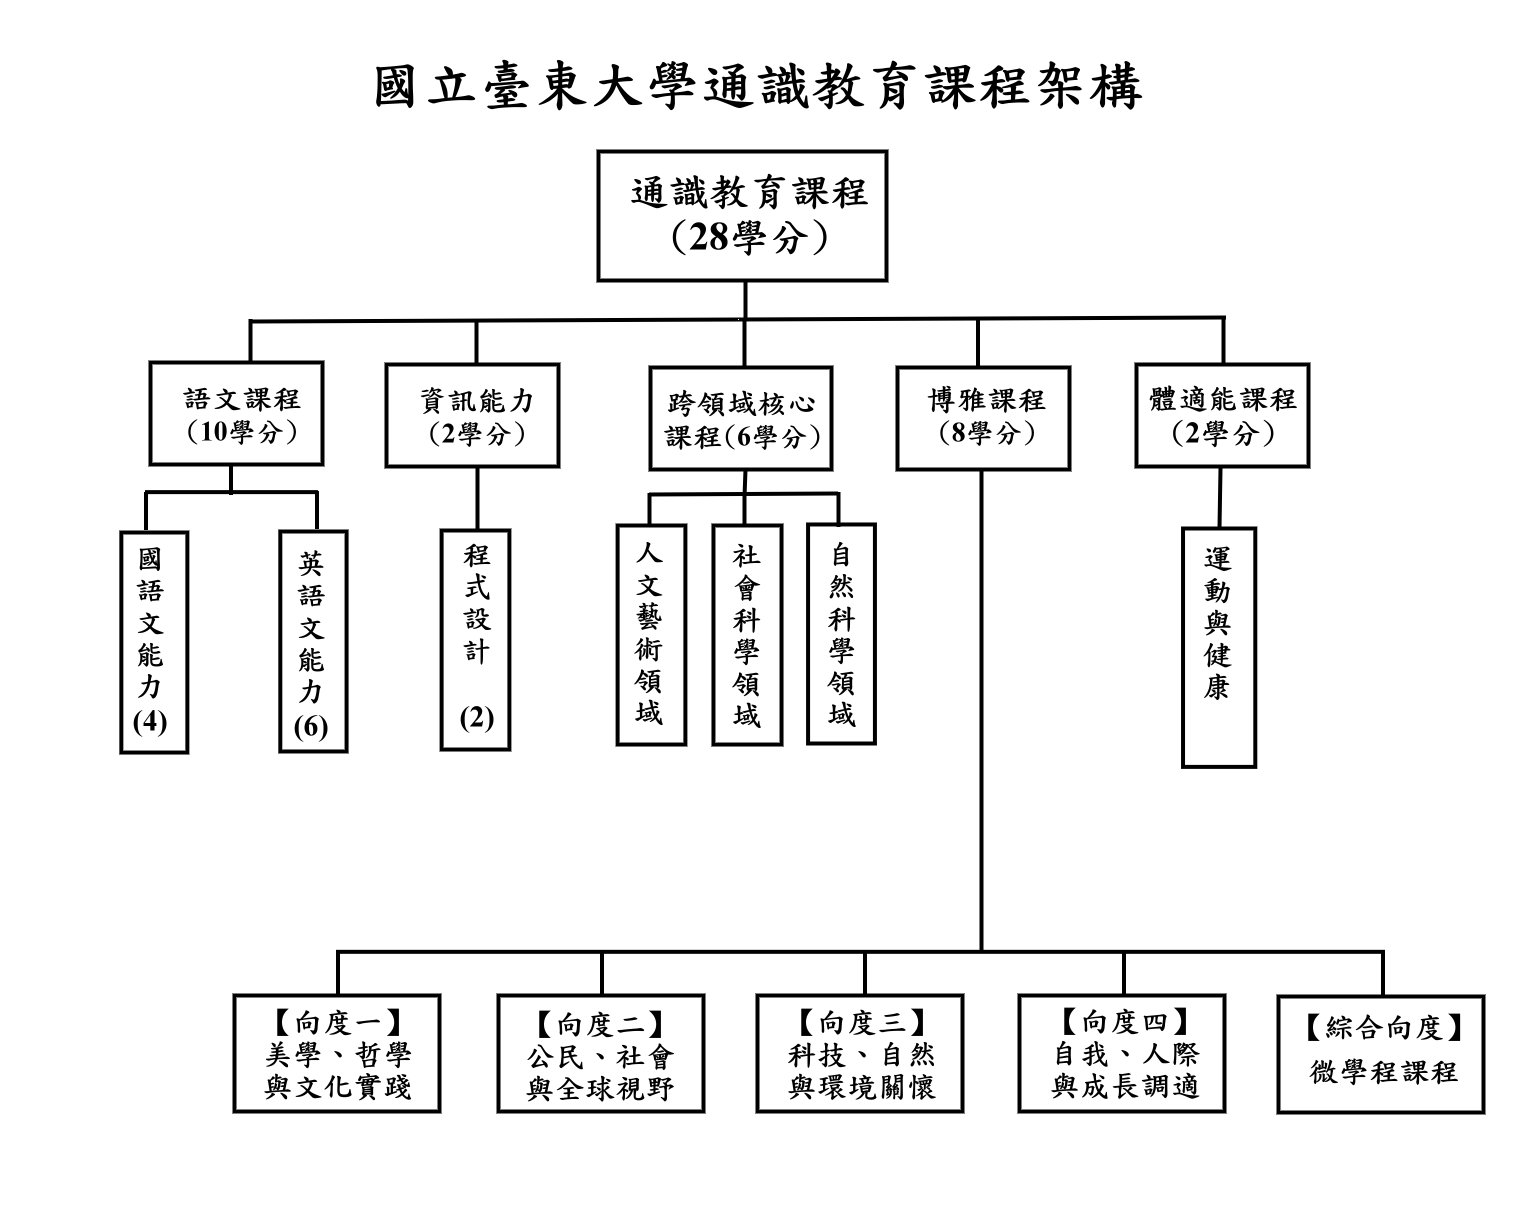 國立臺東大學通識教育課程架構
通識教育課程
（28學分）
語文課程
（10學分）
資訊能力
（2學分）
跨領域核心
課程（6學分）
博雅課程
（8學分）
體適能課程
（2學分）
國語文能力(4)
英語文能力(6)
程式設計 (2)
人文藝術領域
社會科學領域
自然科學領域
運動與健康
【向度一】
美學、哲學
與文化實踐
【向度二】
公民、社會
與全球視野
【向度三】
科技、自然
與環境關懷
【向度四】
自我、人際
與成長調適
【綜合向度】
微學程課程